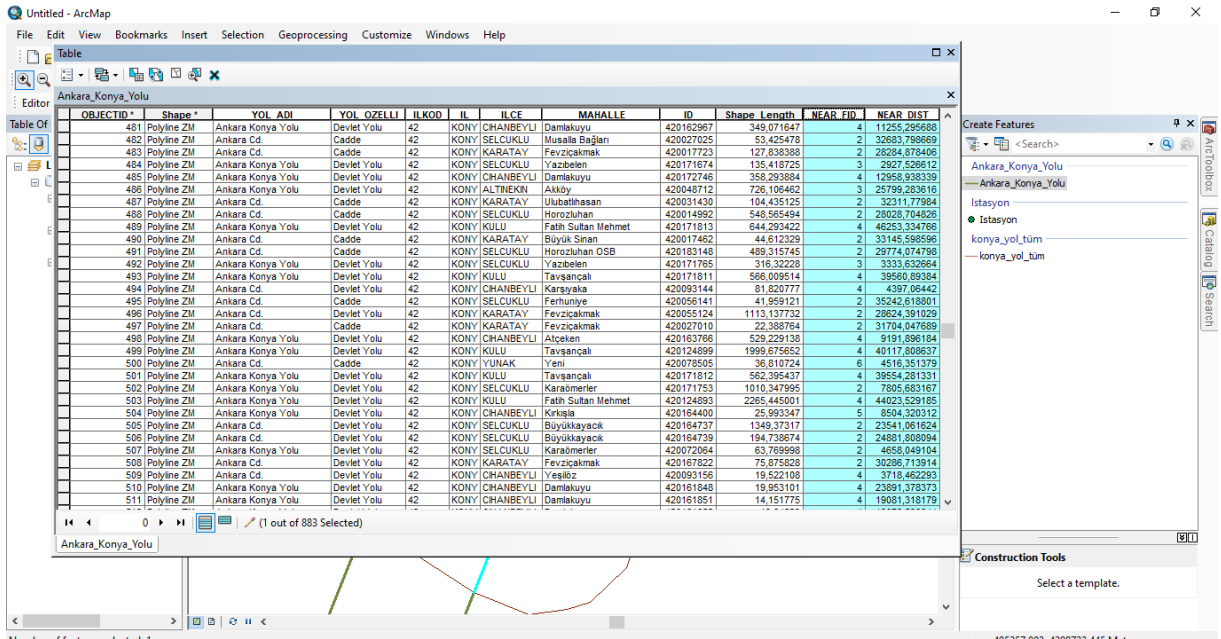 Untitled - ArcMap
File Edit View Bookmarks Insert Selection Geoprocessing Customize Windows Help
Table
Editor
Table Of
Ankara_Konya_Yolu
OBJECTID * Shape * YOL_ADI YOL_OZELLI ILKOD IL ILCE MAHALLE ID Shape_Length NEAR_FID NEAR_DIST
481 Polyline ZM Ankara Konya Yolu Devlet Yolu 42 KONY CIHANBEYLI Damlakuyu 420162967 349,071647 4 11255,295688
482 Polyline ZM Ankara Konya Yolu Devlet Yolu 42 KONY SELCUKLU Musalla Bağları 420027025 53,425478 2 32683,798669
483 Polyline ZM Ankara Cd. Cadde 42 KONY KARATAY Fevziçakmak 420017723 127,838388 2 28284,878406
484 Polyline ZM Ankara Konya Yolu Devlet Yolu 42 KONY SELCUKLU Yazıbelen 420171674 135,418725 3 2927,526612
485 Polyline ZM Ankara Konya Yolu Devlet Yolu 42 KONY CIHANBEYLI Damlakuyu 420172746 358,293884 4 12958,938339
486 Polyline ZM Ankara Konya Yolu Devlet Yolu 42 KONY ALTINEKIN Akköy 420048712 726,106462 3 25799,283616
487 Polyline ZM Ankara Cd. Cadde 42 KONY KARATAY Ulubatlıhasan 420031430 104,435125 2 32311,77984
488 Polyline ZM Ankara Konya Yolu Devlet Yolu 42 KONY SELCUKLU Horozluhan 420014992 548,565494 2 28028,704826
489 Polyline ZM Ankara Konya Yolu Devlet Yolu 42 KONY KULU Fatih Sultan Mehmet 420171813 644,293422 4 46253,334766
490 Polyline ZM Ankara Cd. Cadde 42 KONY KARATAY Büyük Sinan 420017462 44,612329 2 33145,598596
491 Polyline ZM Ankara Cd. Cadde 42 KONY SELCUKLU Horozluhan OSB 420183148 489,315745 2 29774,074798
492 Polyline ZM Ankara Konya Yolu Devlet Yolu 42 KONY SELCUKLU Yazıbelen 420171765 316,32228 3 3333,632664
493 Polyline ZM Ankara Konya Yolu Devlet Yolu 42 KONY KULU Tavşançalı 420171811 566,009514 4 39560,89384
494 Polyline ZM Ankara Cd. Devlet Yolu 42 KONY CIHANBEYLI Karşıyaka 420093144 81,820777 4 4397,06442
495 Polyline ZM Ankara Cd. Cadde 42 KONY SELCUKLU Ferhuniye 420056141 41,959121 2 35242,618801
496 Polyline ZM Ankara Konya Yolu Devlet Yolu 42 KONY KARATAY Fevziçakmak 420055124 1113,137732 2 28624,391029
497 Polyline ZM Ankara Cd. Cadde 42 KONY KARATAY Fevziçakmak 420027010 22,388764 2 31704,047689
498 Polyline ZM Ankara Konya Yolu Devlet Yolu 42 KONY CIHANBEYLI Atçeken 420163766 529,229138 4 9191,896184
499 Polyline ZM Ankara Konya Yolu Devlet Yolu 42 KONY KULU Tavşançalı 420124899 1999,675652 4 40117,808637
500 Polyline ZM Ankara Cd. Cadde 42 KONY YUNAK Yeni 420078505 36,810724 6 4516,351379
501 Polyline ZM Ankara Konya Yolu Devlet Yolu 42 KONY KULU Tavşançalı 420171812 562,395437 4 39554,281331
502 Polyline ZM Ankara Konya Yolu Devlet Yolu 42 KONY SELCUKLU Karaömerler 420171753 1010,347995 2 7805,683167
503 Polyline ZM Ankara Konya Yolu Devlet Yolu 42 KONY KULU Fatih Sultan Mehmet 420124893 2265,445001 4 44023,529185
504 Polyline ZM Ankara Konya Yolu Devlet Yolu 42 KONY CIHANBEYLI Kırkışla 420164400 25,993347 5 8504,320312
505 Polyline ZM Ankara Cd. Devlet Yolu 42 KONY SELCUKLU Büyükkayacık 420164737 1349,37317 2 23541,061624
506 Polyline ZM Ankara Cd. Devlet Yolu 42 KONY SELCUKLU Büyükkayacık 420164739 194,738674 2 24881,808094
507 Polyline ZM Ankara Konya Yolu Devlet Yolu 42 KONY SELCUKLU Karaömerler 420072064 63,769998 2 4658,049104
508 Polyline ZM Ankara Cd. Devlet Yolu 42 KONY KARATAY Fevziçakmak 420167822 75,875828 2 30286,713914
509 Polyline ZM Ankara Cd. Devlet Yolu 42 KONY CIHANBEYLI Yeşilöz 420093156 19,522108 4 3718,462293
510 Polyline ZM Ankara Konya Yolu Devlet Yolu 42 KONY CIHANBEYLI Damlakuyu 420161848 19,953101 4 23891,378373
511 Polyline ZM Ankara Konya Yolu Devlet Yolu 42 KONY CIHANBEYLI Damlakuyu 420161851 14,151775 4 19081,318179
0 (1 out of 883 Selected)
Ankara_Konya_Yolu
Create Features
<Search>
Ankara_Konya_Yolu
Ankara_Konya_Yolu
Istasyon
Istasyon
konya_yol_tüm
konya_yol_tüm
Construction Tools
Select a template.
ArcToolbox
Catalog
Search